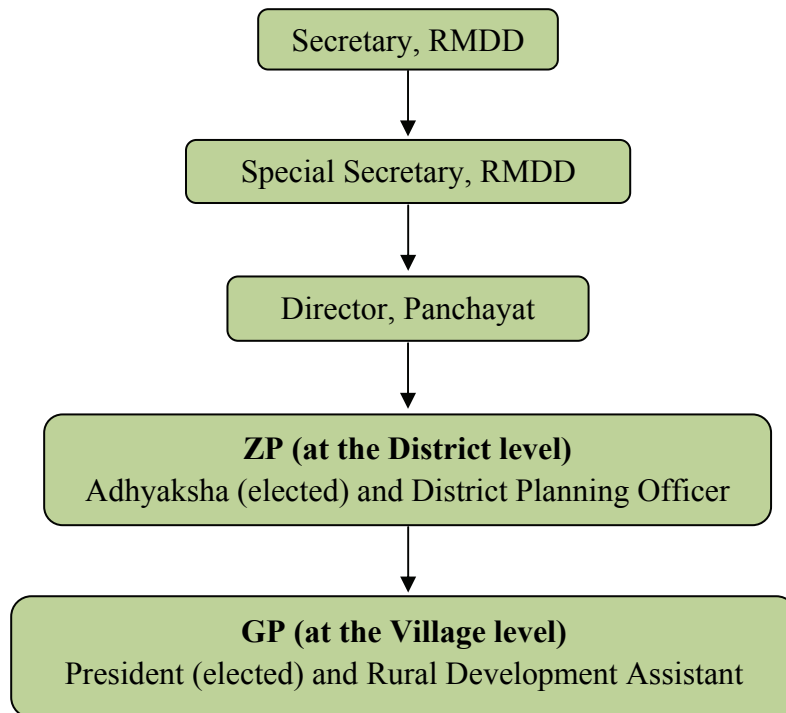 Secretary, RMDD
Special Secretary, RMDD
Director, Panchayat
ZP (at the District level)
Adhyaksha (elected) and District Planning Officer
GP (at the Village level)
President (elected) and Rural Development Assistant